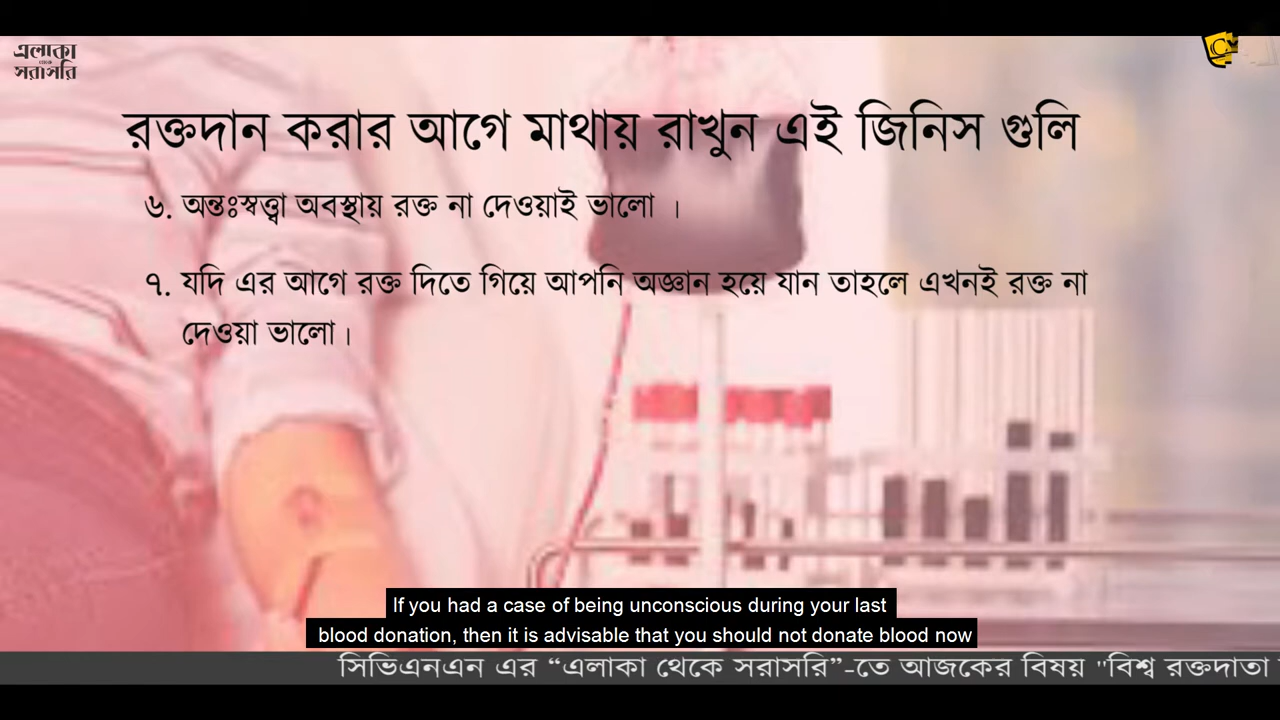 এলাকা
থেকে
সরাসরি
রক্তদান করার আগে মাথায় রাখুন এই জিনিস গুলি
৬. অন্তঃস্বত্ত্বা অবস্থায় রক্ত না দেওয়াই ভালো ।
৭. যদি এর আগে রক্ত দিতে গিয়ে আপনি অজ্ঞান হয়ে যান তাহলে এখনই রক্ত না
দেওয়া ভালো।
If you had a case of being unconscious during your last
blood donation, then it is advisable that you should not donate blood now
সিভিএনএন এর “এলাকা থেকে সরাসরি”-তে আজকের বিষয় "বিশ্ব রক্তদাতা